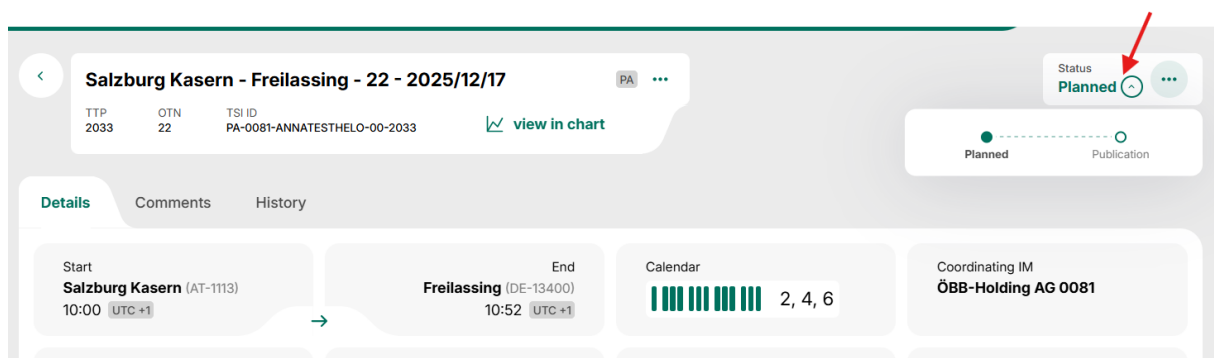 Salzburg Kasern - Freilassing - 22 - 2025/12/17
PA
TTP
2033
OTN
22
TSI ID
PA-0081-ANNATESTHELO-00-2033
view in chart
Status
Planned
Planned
Publication
Details
Comments
History
Start
Salzburg Kasern (AT-1113)
10:00 UTC +1
End
Freilassing (DE-13400)
10:52 UTC +1
Calendar
2, 4, 6
Coordinating IM
ÖBB-Holding AG 0081